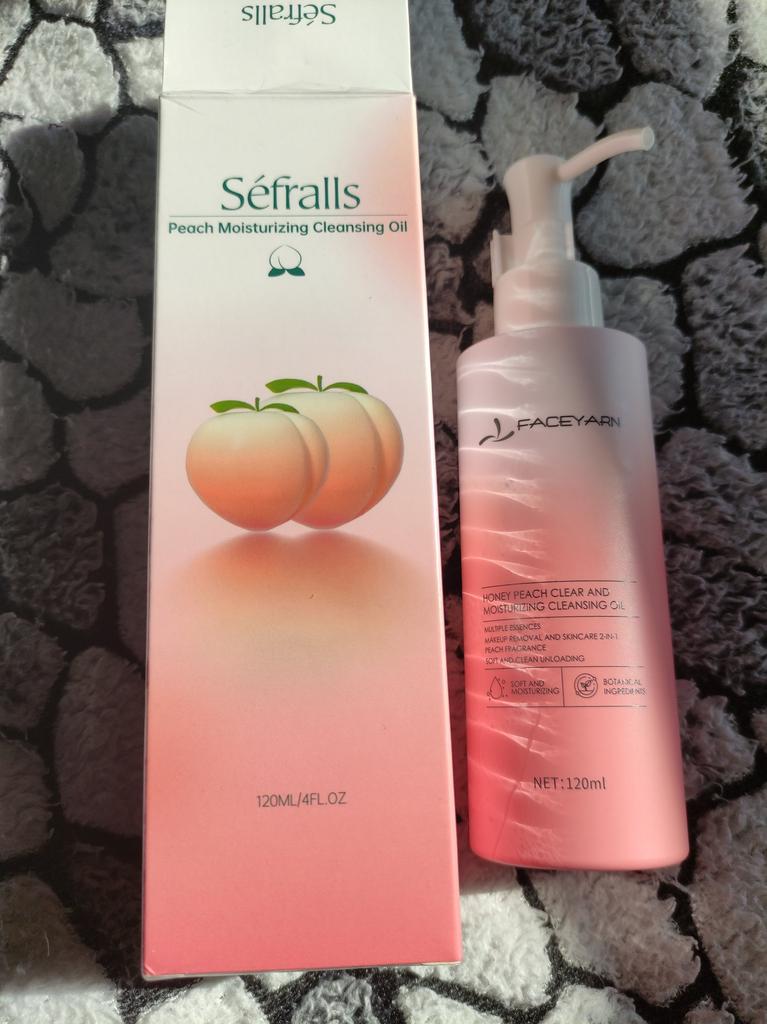 Séfralls
Séfralls
Peach Moisturizing Cleansing Oil
120ML/4FL.OZ
FACEYARN
HONEY PEACH CLEAR AND
MOISTURIZING CLEANSING OIL
MULTIPLE ESSENCES
MAKEUP REMOVAL AND SKINCARE 2-IN-1
PEACH FRAGRANCE
SOFT AND CLEAN UNLOADING
SOFT AND
MOISTURIZING
BOTANICAL
INGREDIENTS
NET:120ml